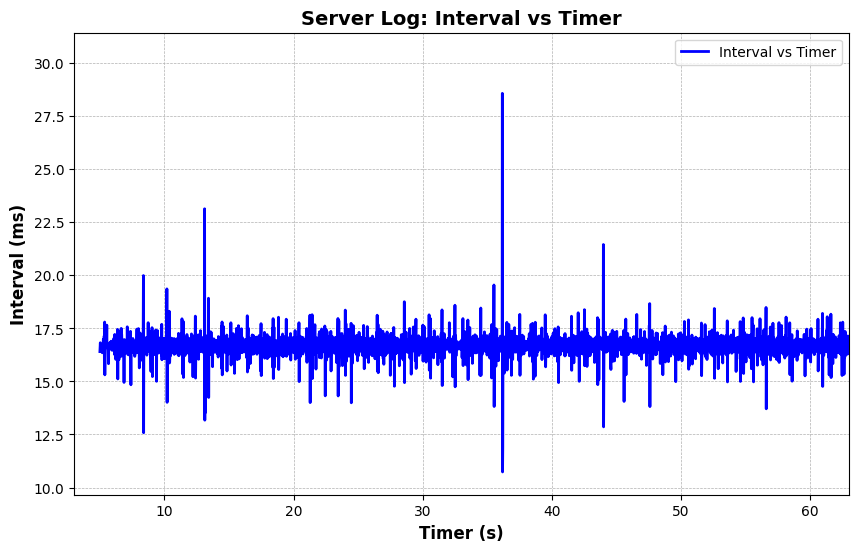 Server Log: Interval vs Timer
Interval vs Timer
30.0
27.5
25.0
22.5
20.0
17.5
15.0
12.5
10.0
Interval (ms)
10 20 30 40 50 60
Timer (s)